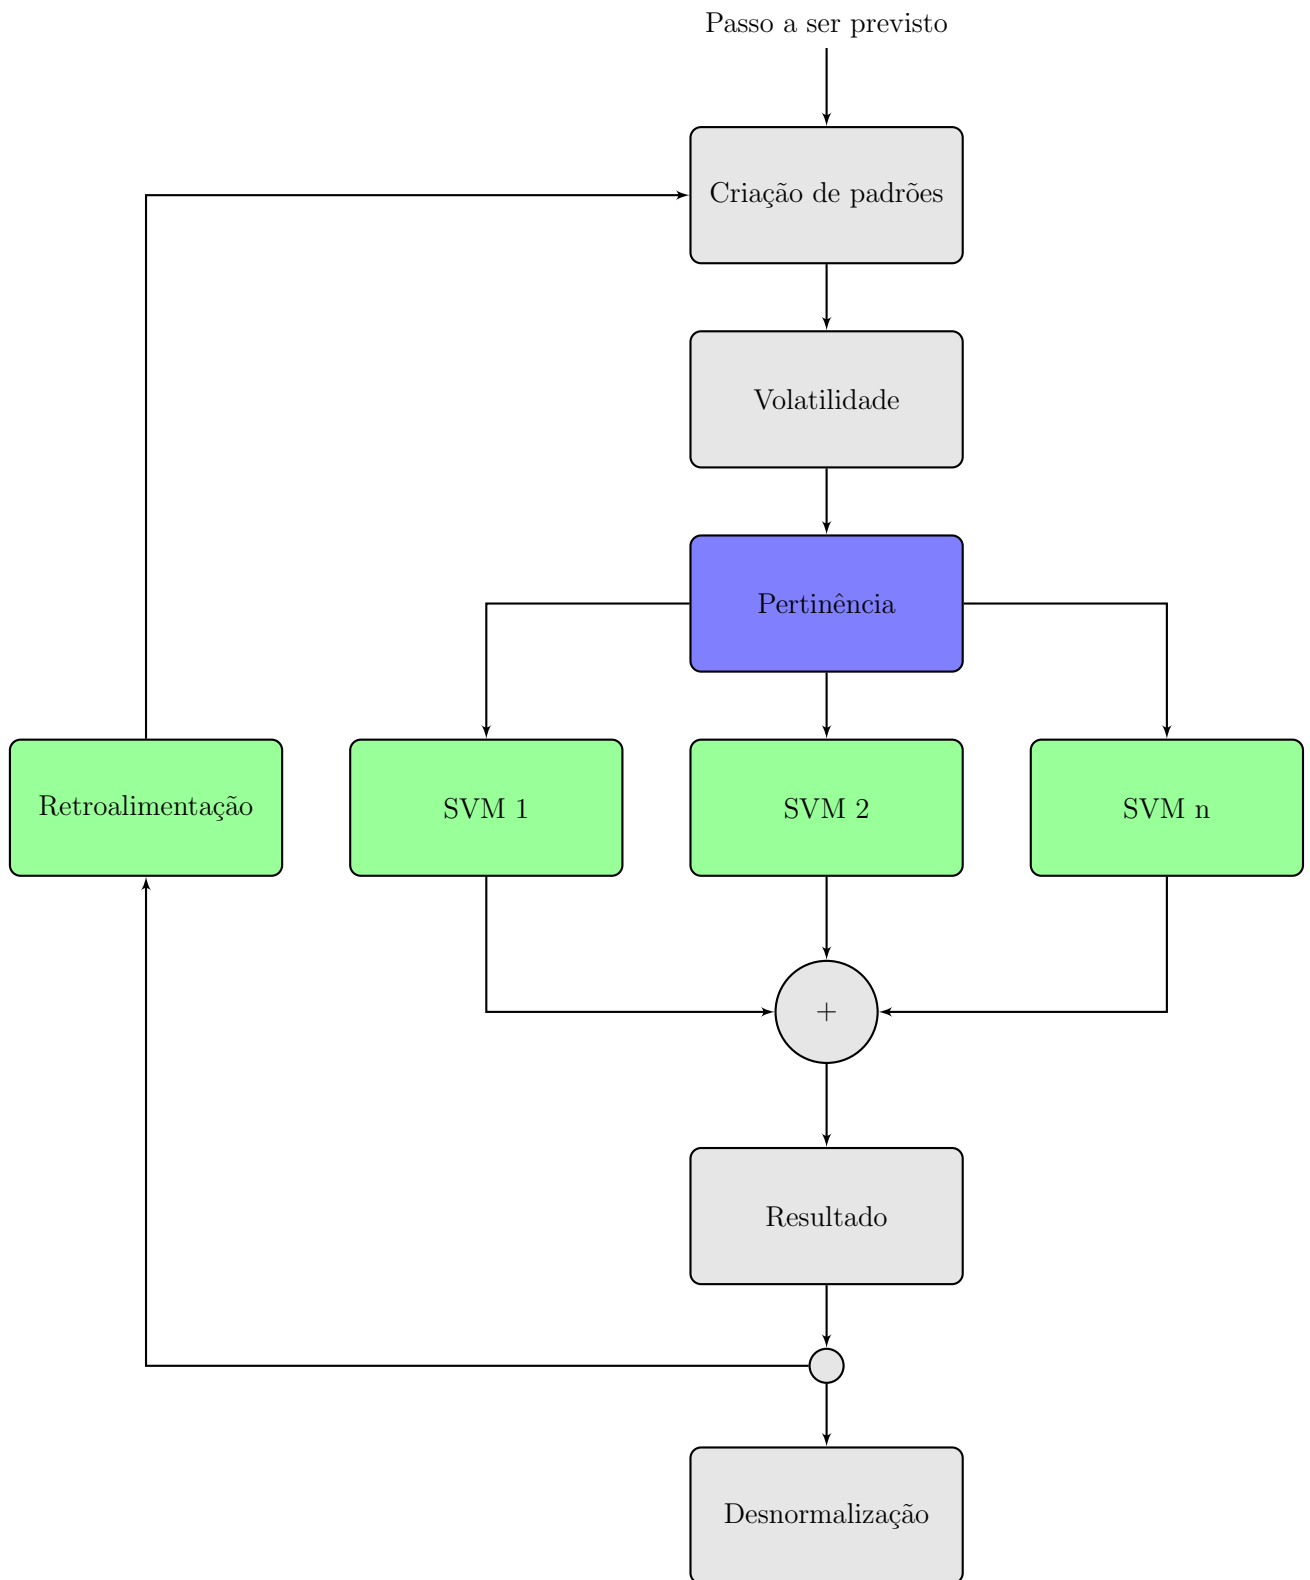 Passo a ser previsto
Criação de padrões
Volatilidade
Pertinência
Retroalimentação
SVM 1
SVM 2
SVM n
+
Resultado
Desnormalização